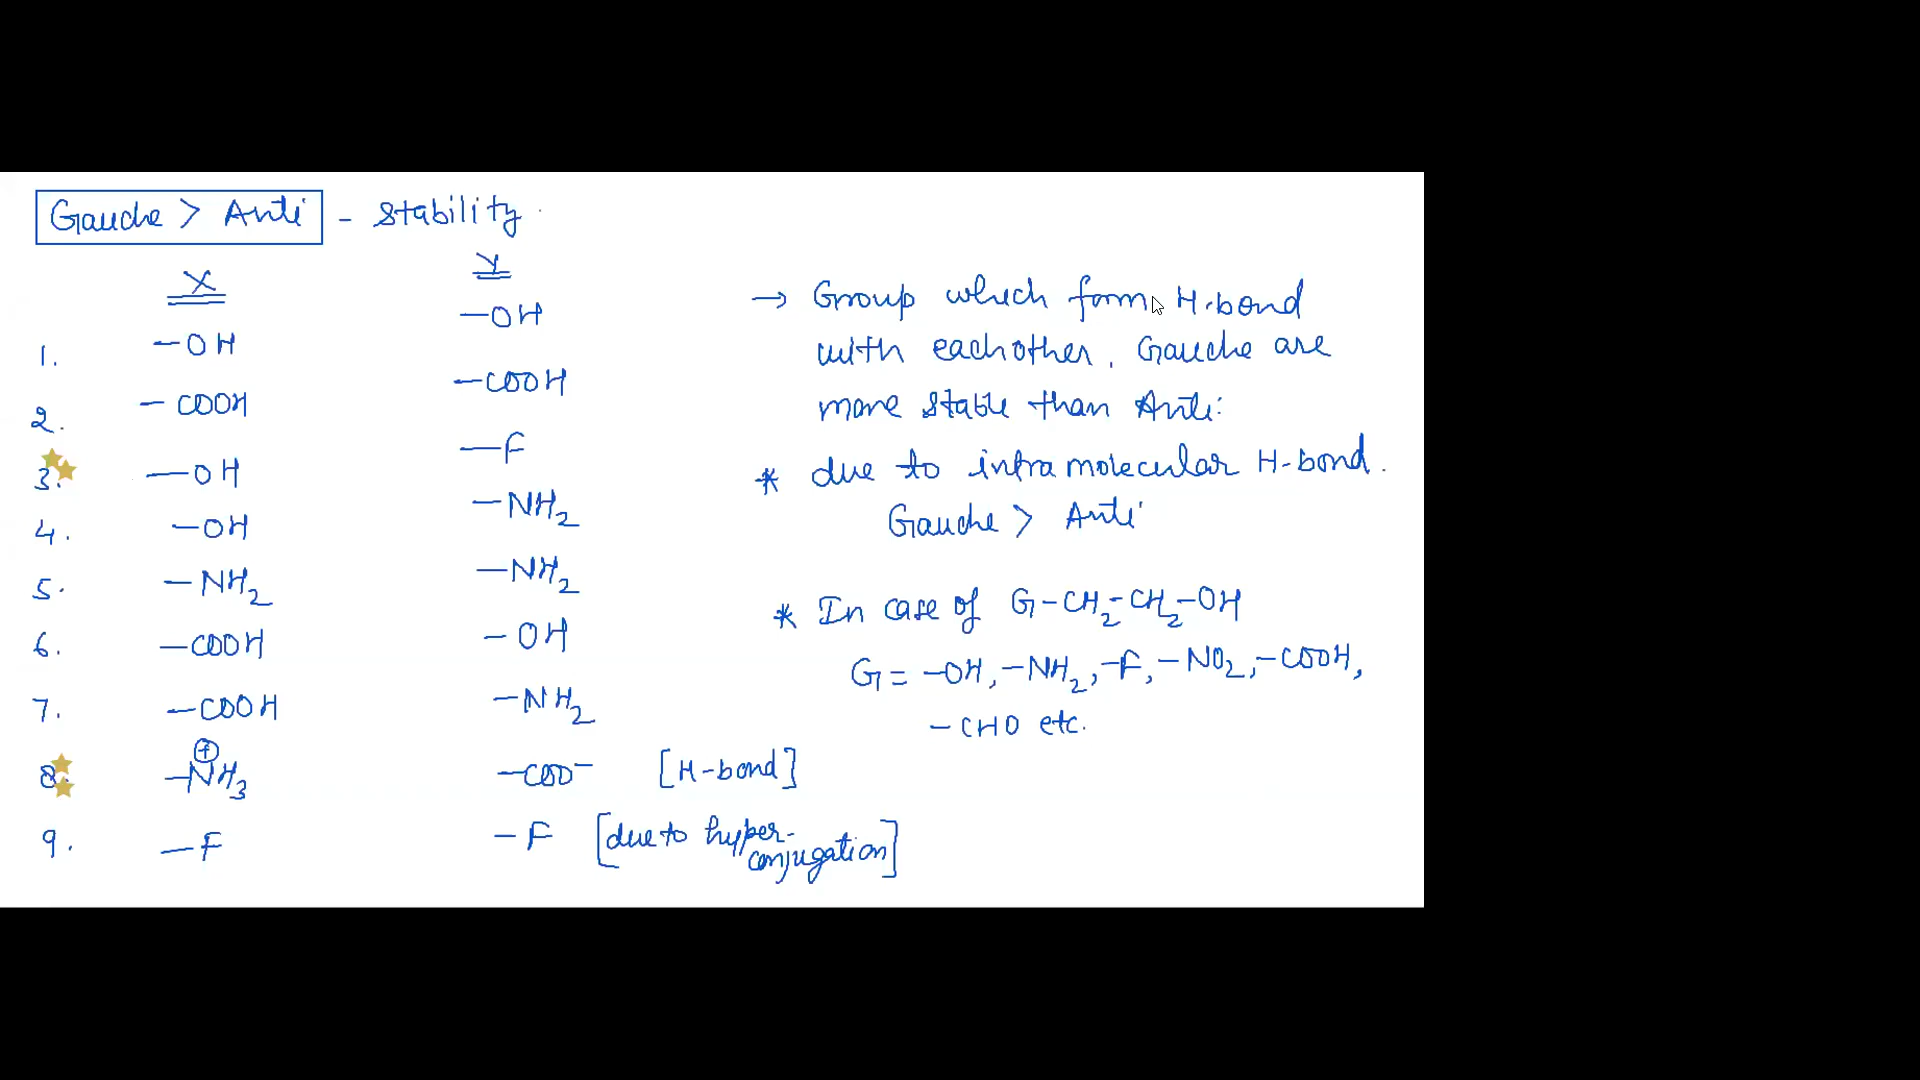 Gauche > Anti - stability
X Y
1. -OH -OH
2. -COOH -COOH
3. -OH -F
4. -OH -NH₂
5. -NH₂ -NH₂
6. -COOH -OH
7. -COOH -NH₂
8. -N⊕H₃ -COO⁻ [H-bond]
9. -F -F [due to hyper-
conjugation]
→ Group which form H-bond
with eachother, Gauche are
more stable than Anti.
* due to intramolecular H-bond.
Gauche > Anti
* In case of G-CH₂-CH₂-OH
G = -OH, -NH₂, -F, -NO₂, -COOH,
-CHO etc.